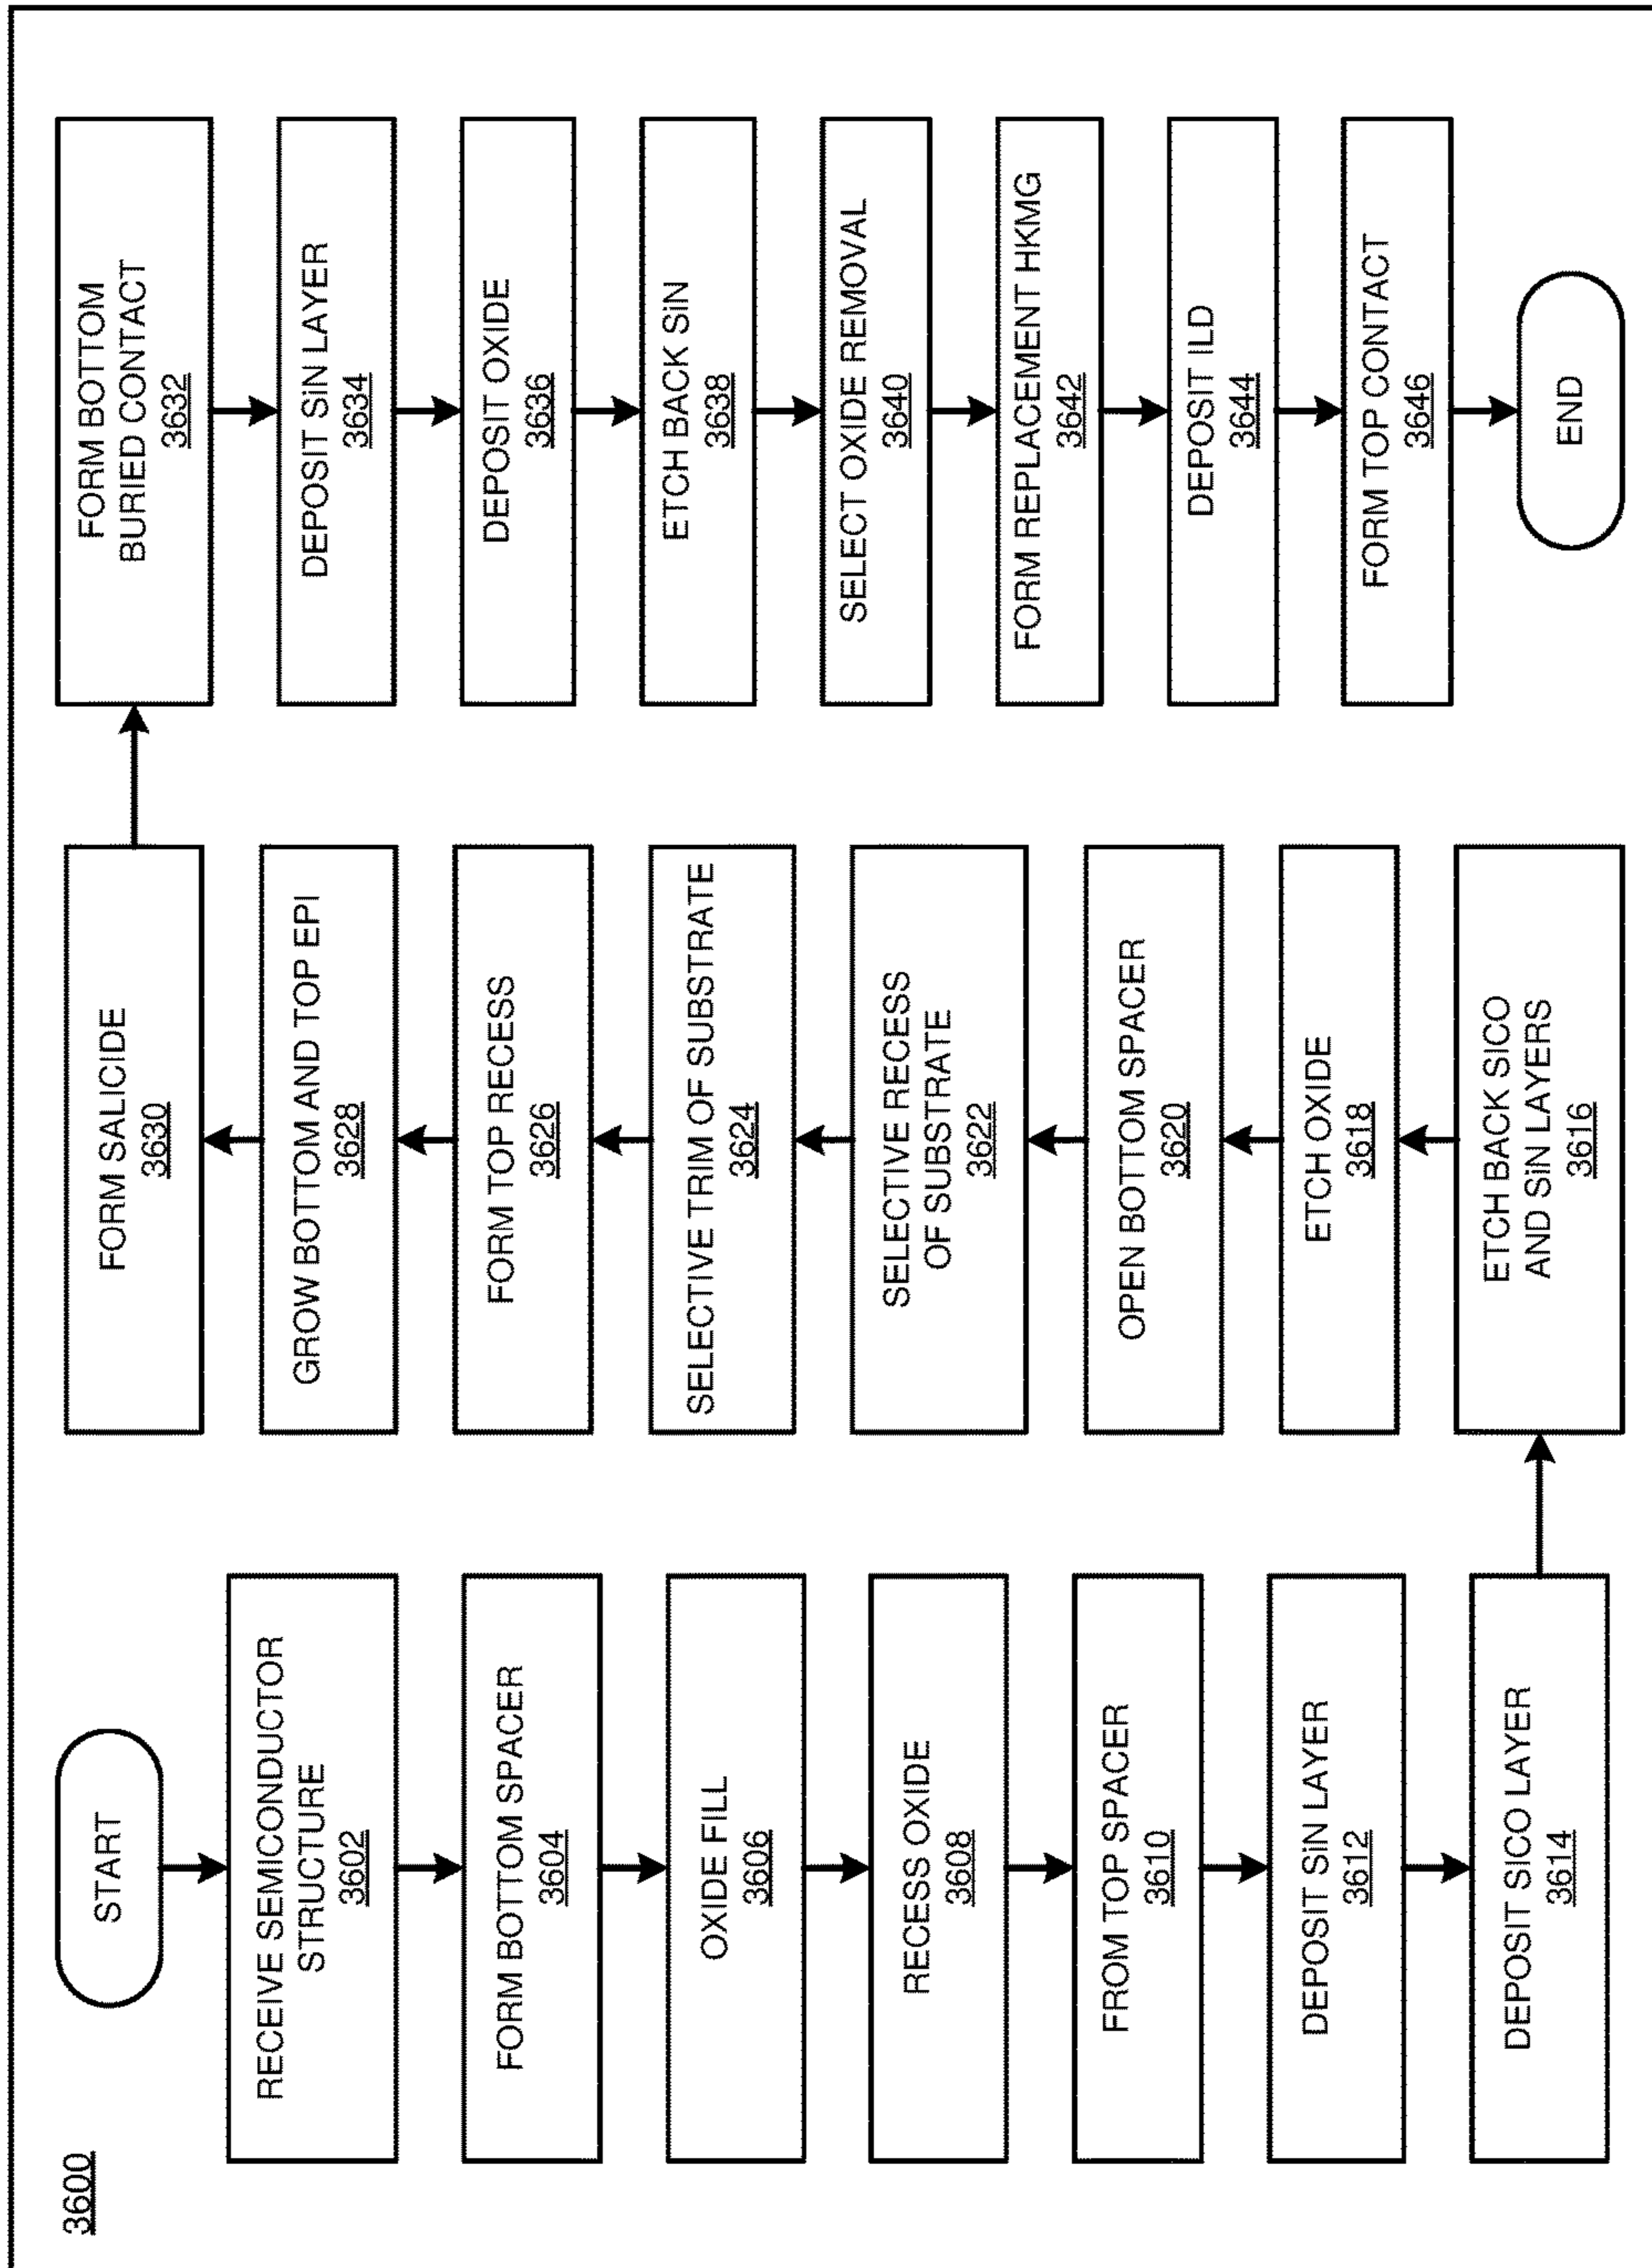 3600
START
RECEIVE SEMICONDUCTOR
STRUCTURE
3602
FORM BOTTOM SPACER
3604
OXIDE FILL
3606
RECESS OXIDE
3608
FROM TOP SPACER
3610
DEPOSIT SiN LAYER
3612
DEPOSIT SICO LAYER
3614
ETCH BACK SICO
AND SiN LAYERS
3616
ETCH OXIDE
3618
OPEN BOTTOM SPACER
3620
SELECTIVE RECESS
OF SUBSTRATE
3622
SELECTIVE TRIM OF SUBSTRATE
3624
FORM TOP RECESS
3626
GROW BOTTOM AND TOP EPI
3628
FORM SALICIDE
3630
FORM BOTTOM
BURIED CONTACT
3632
DEPOSIT SiN LAYER
3634
DEPOSIT OXIDE
3636
ETCH BACK SiN
3638
SELECT OXIDE REMOVAL
3640
FORM REPLACEMENT HKMG
3642
DEPOSIT ILD
3644
FORM TOP CONTACT
3646
END